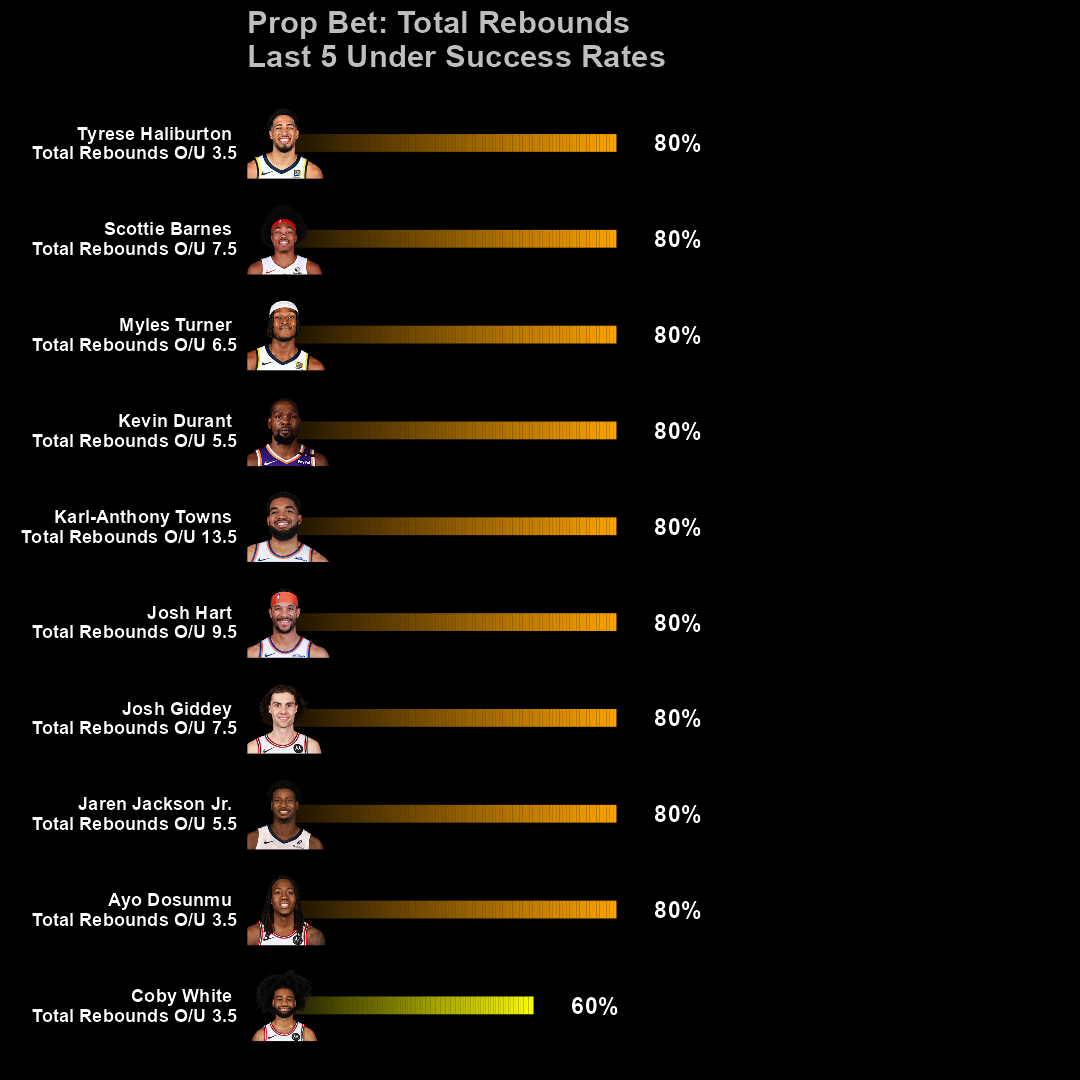 Prop Bet: Total Rebounds
Last 5 Under Success Rates
Tyrese Haliburton
Total Rebounds O/U 3.5
80%
Scottie Barnes
Total Rebounds O/U 7.5
80%
Myles Turner
Total Rebounds O/U 6.5
80%
Kevin Durant
Total Rebounds O/U 5.5
80%
Karl-Anthony Towns
Total Rebounds O/U 13.5
80%
Josh Hart
Total Rebounds O/U 9.5
80%
Josh Giddey
Total Rebounds O/U 7.5
80%
Jaren Jackson Jr.
Total Rebounds O/U 5.5
80%
Ayo Dosunmu
Total Rebounds O/U 3.5
80%
Coby White
Total Rebounds O/U 3.5
60%